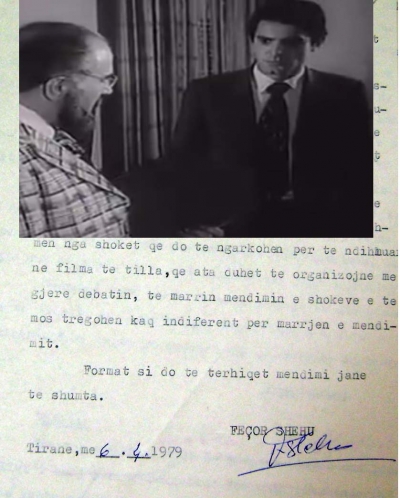 men nga shoket qe do te ngarkohen per te ndihmuar
ne filma te tilla,qe ata duhet te organizojne me
gjere debatin, te marrin mendimin e shokeve e te
mos tregohen kaq indiferent per marrjen e mendi-
mit.
Format si do te terhiqet mendimi jane
te shumta.
FEÇOR SHEHU
Tirane,me 6.4.1979